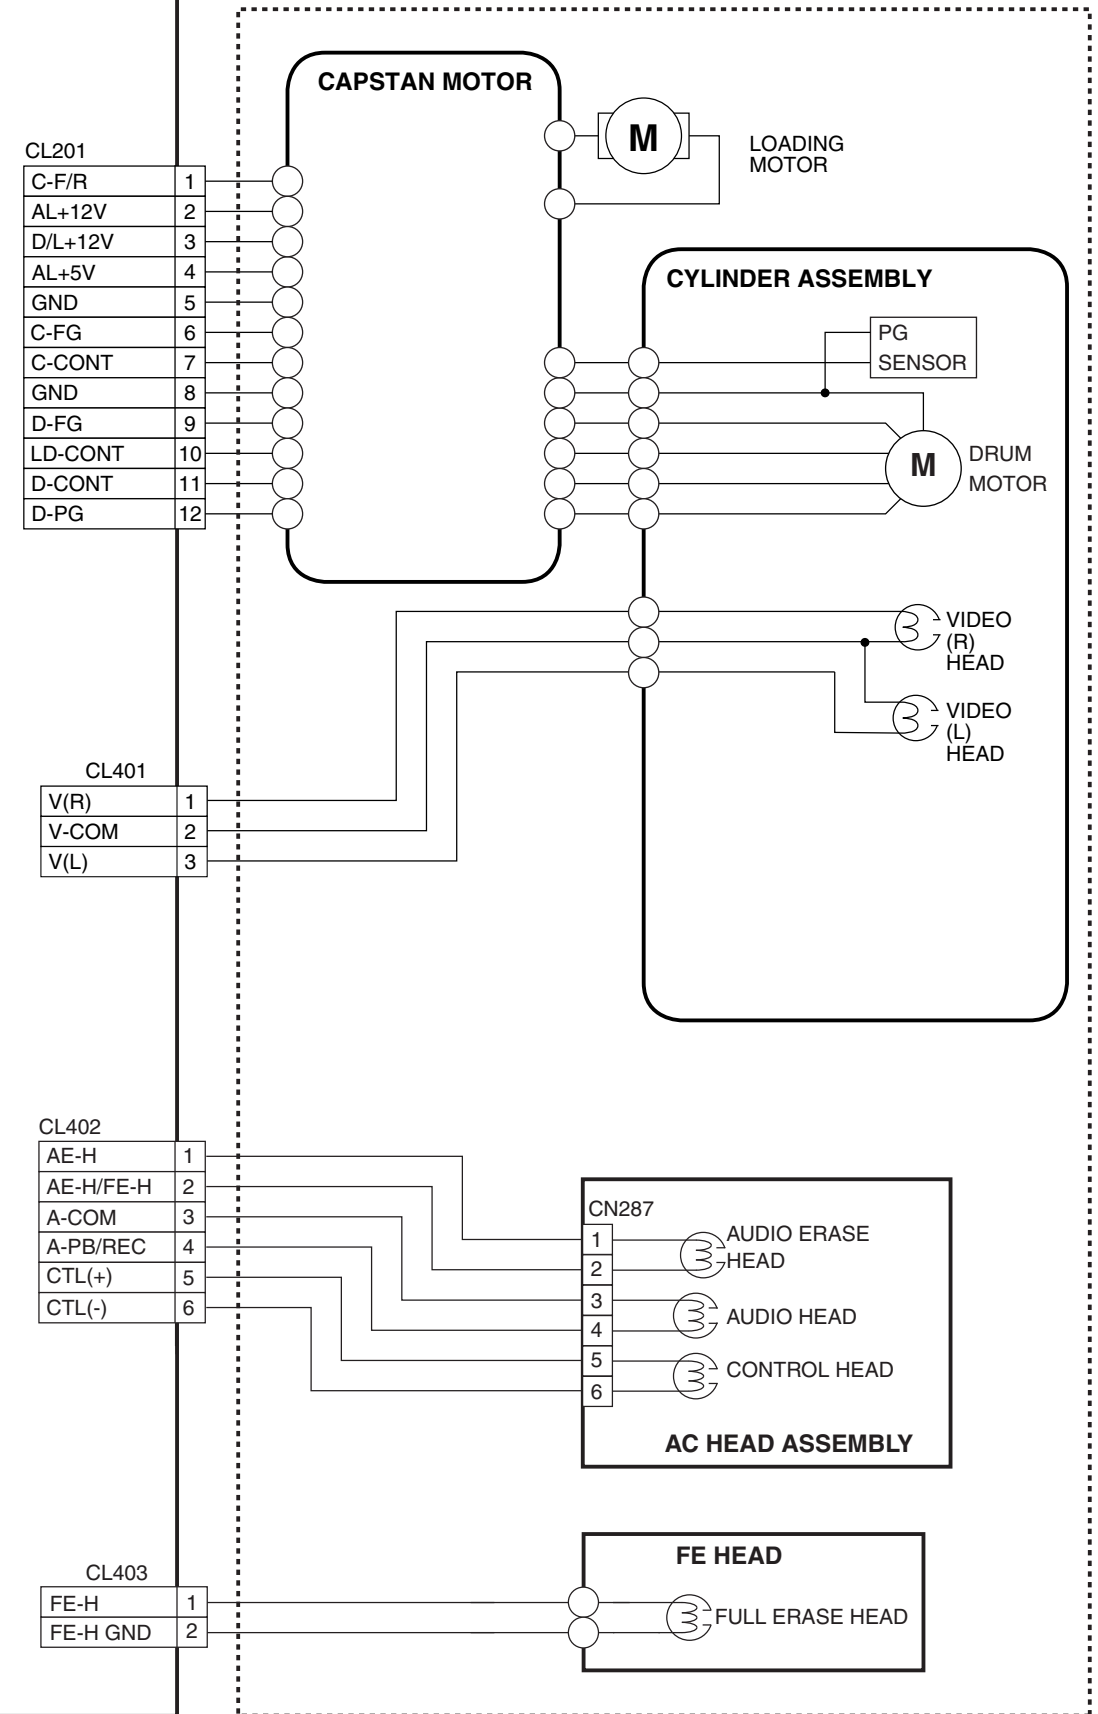 CAPSTAN MOTOR
M
LOADING
MOTOR
CL201
C-F/R 1
AL+12V 2
D/L+12V 3
AL+5V 4
GND 5
C-FG 6
C-CONT 7
GND 8
D-FG 9
LD-CONT 10
D-CONT 11
D-PG 12
CYLINDER ASSEMBLY
PG
SENSOR
M
DRUM
MOTOR
VIDEO
(R)
HEAD
VIDEO
(L)
HEAD
CL401
V(R) 1
V-COM 2
V(L) 3
CL402
AE-H 1
AE-H/FE-H 2
A-COM 3
A-PB/REC 4
CTL(+) 5
CTL(-) 6
CN287
1
2
3
4
5
6
AUDIO ERASE
HEAD
AUDIO HEAD
CONTROL HEAD
AC HEAD ASSEMBLY
CL403
FE-H 1
FE-H GND 2
FE HEAD
FULL ERASE HEAD